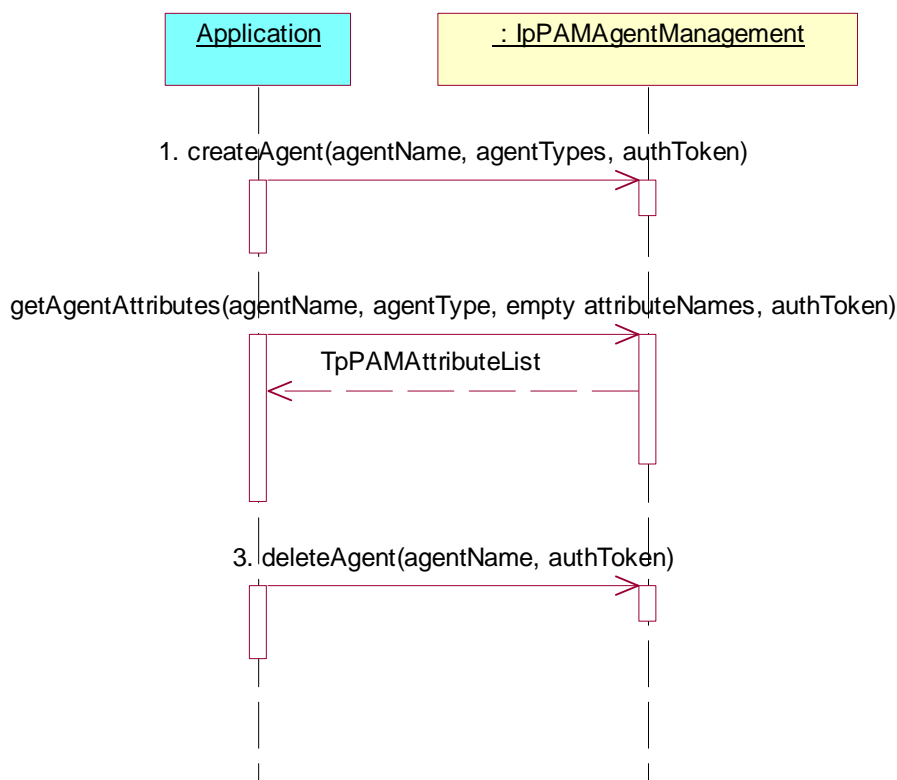 Application
: IpPAMAgentManagement
1. createAgent(agentName, agentTypes, authToken)
getAgentAttributes(agentName, agentType, empty attributeNames, authToken)
TpPAMAttributeList
3. deleteAgent(agentName, authToken)